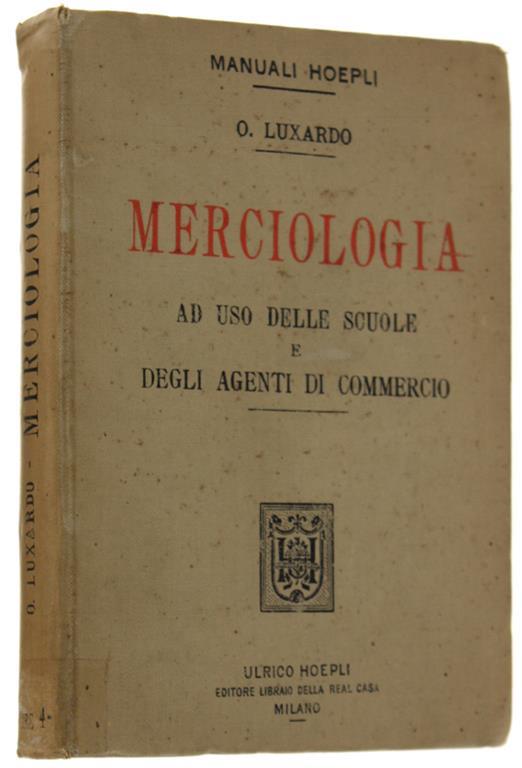 MANUALI HOEPLI
O. LUXARDO
MERCIOLOGIA
AD USO DELLE SCUOLE
E
DEGLI AGENTI DI COMMERCIO
H
ULRICO HOEPLI
EDITORE LIBRAIO DELLA REAL CASA
MILANO
O. LUXARDO - MERCIOLOGIA
4-